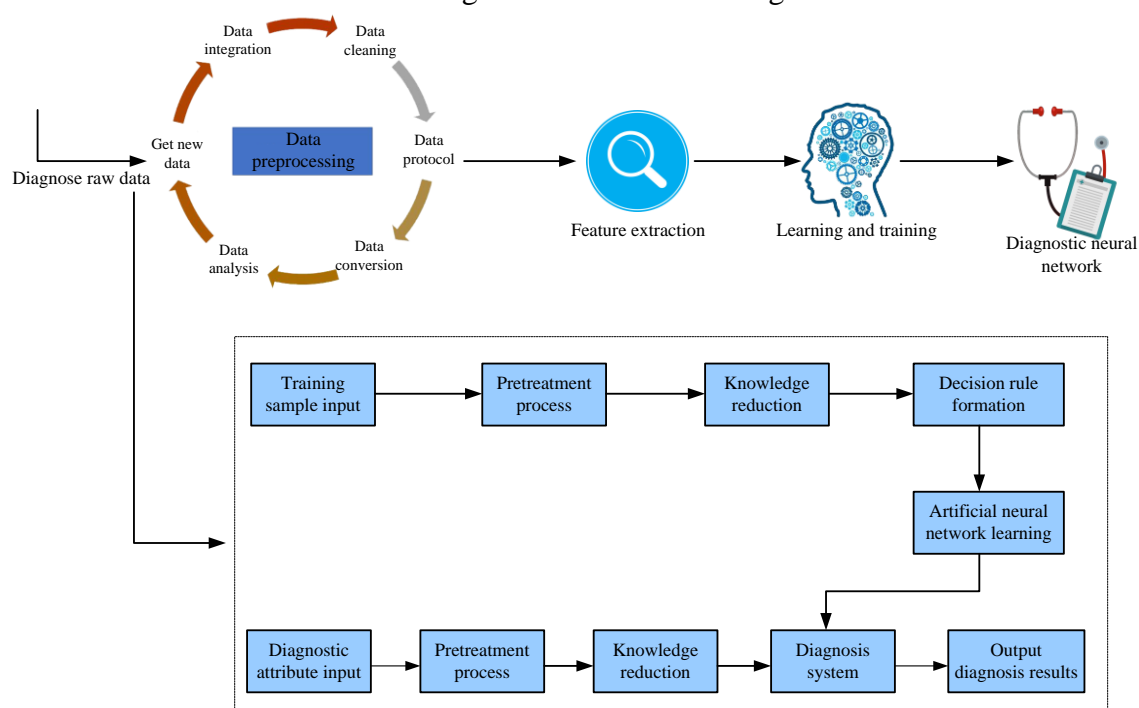 Data
integration
Data
cleaning
Get new
data
Data
preprocessing
Data
protocol
Diagnose raw data
Data
analysis
Data
conversion
Feature extraction
Learning and training
Diagnostic neural
network
Training
sample input
Pretreatment
process
Knowledge
reduction
Decision rule
formation
Artificial neural
network learning
Diagnostic
attribute input
Pretreatment
process
Knowledge
reduction
Diagnosis
system
Output
diagnosis results